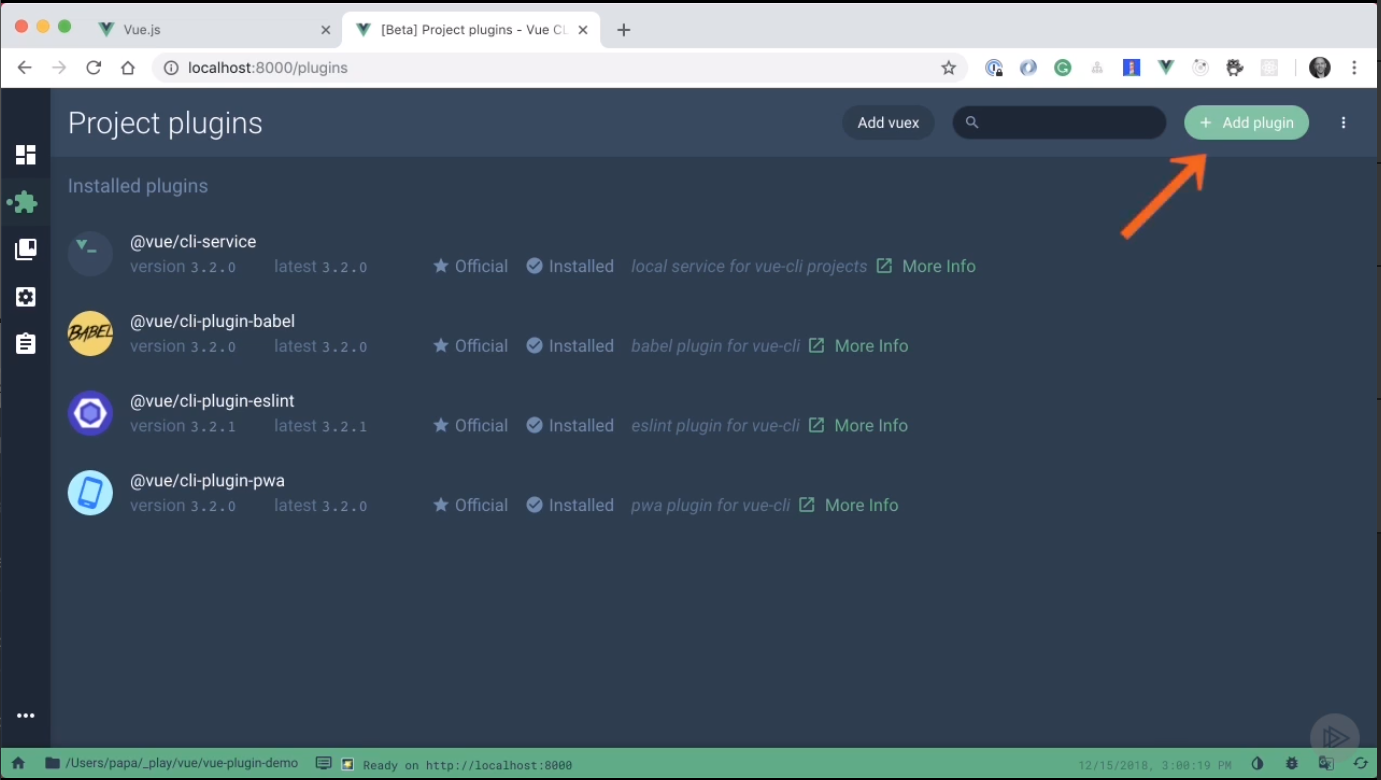 Vue.js
[Beta] Project plugins - Vue CL
localhost:8000/plugins
Project plugins
Add vuex
+ Add plugin
Installed plugins
@vue/cli-service
version 3.2.0 latest 3.2.0 Official Installed local service for vue-cli projects More Info
BABEL
@vue/cli-plugin-babel
version 3.2.0 latest 3.2.0 Official Installed babel plugin for vue-cli More Info
@vue/cli-plugin-eslint
version 3.2.1 latest 3.2.1 Official Installed eslint plugin for vue-cli More Info
@vue/cli-plugin-pwa
version 3.2.0 latest 3.2.0 Official Installed pwa plugin for vue-cli More Info
/Users/papa/_play/vue/vue-plugin-demo Ready on http://localhost:8000 12/15/2018, 3:00:19 PM